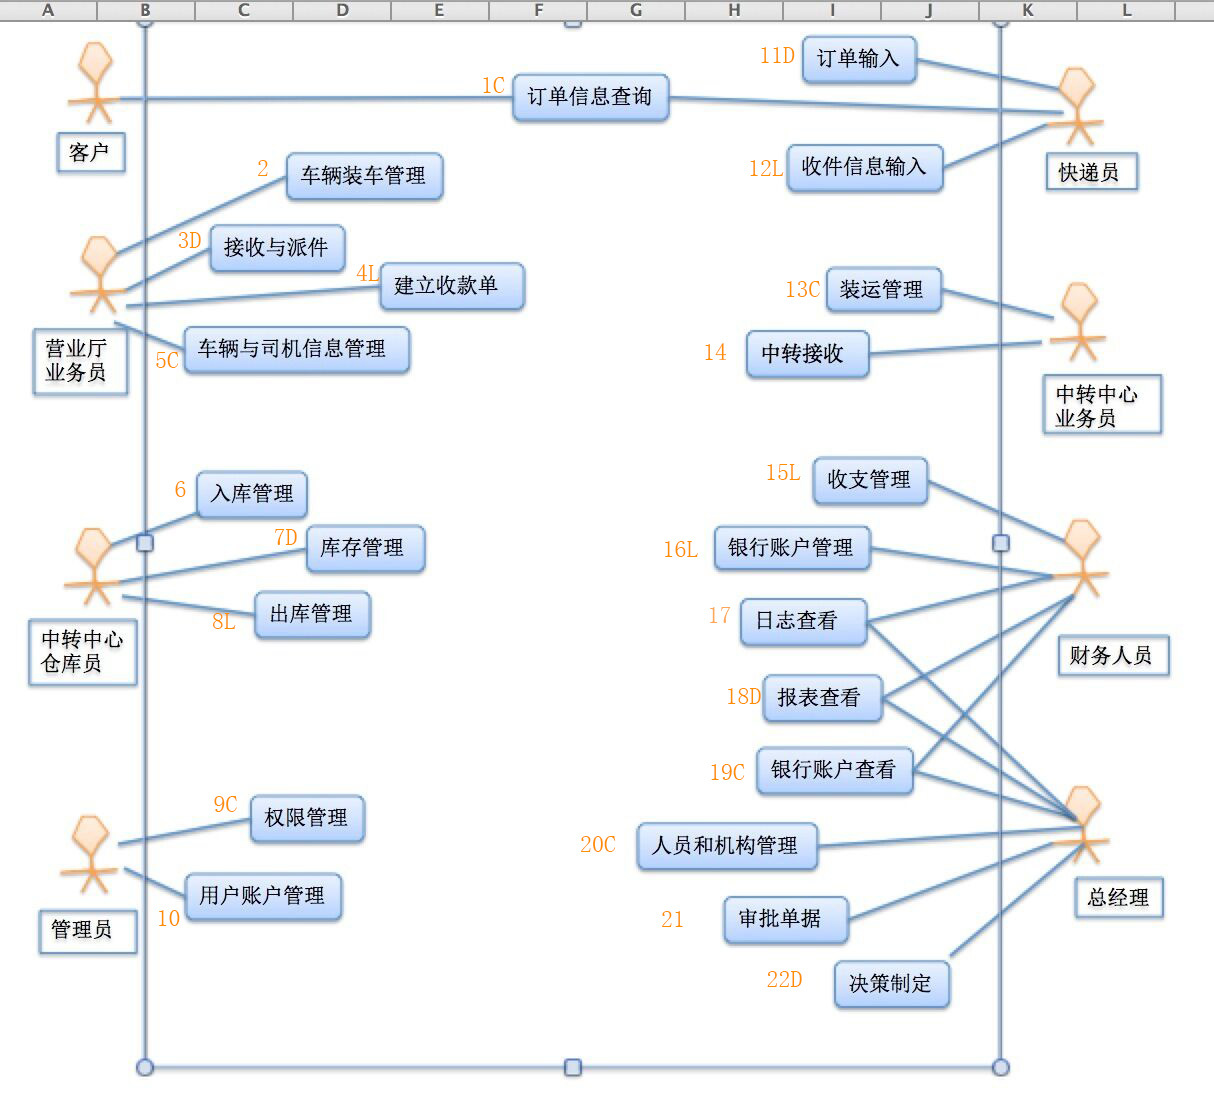 A B C D E F G H I J K L
11D 订单输入
1C 订单信息查询
客户
12L 收件信息输入
快递员
2 车辆装车管理
3D 接收与派件
4L 建立收款单
5C 车辆与司机信息管理
营业厅
业务员
13C 装运管理
14 中转接收
中转中心
业务员
6 入库管理
7D 库存管理
8L 出库管理
中转中心
仓库员
15L 收支管理
16L 银行账户管理
17 日志查看
财务人员
18D 报表查看
19C 银行账户查看
9C 权限管理
10 用户账户管理
管理员
20C 人员和机构管理
21 审批单据
总经理
22D 决策制定